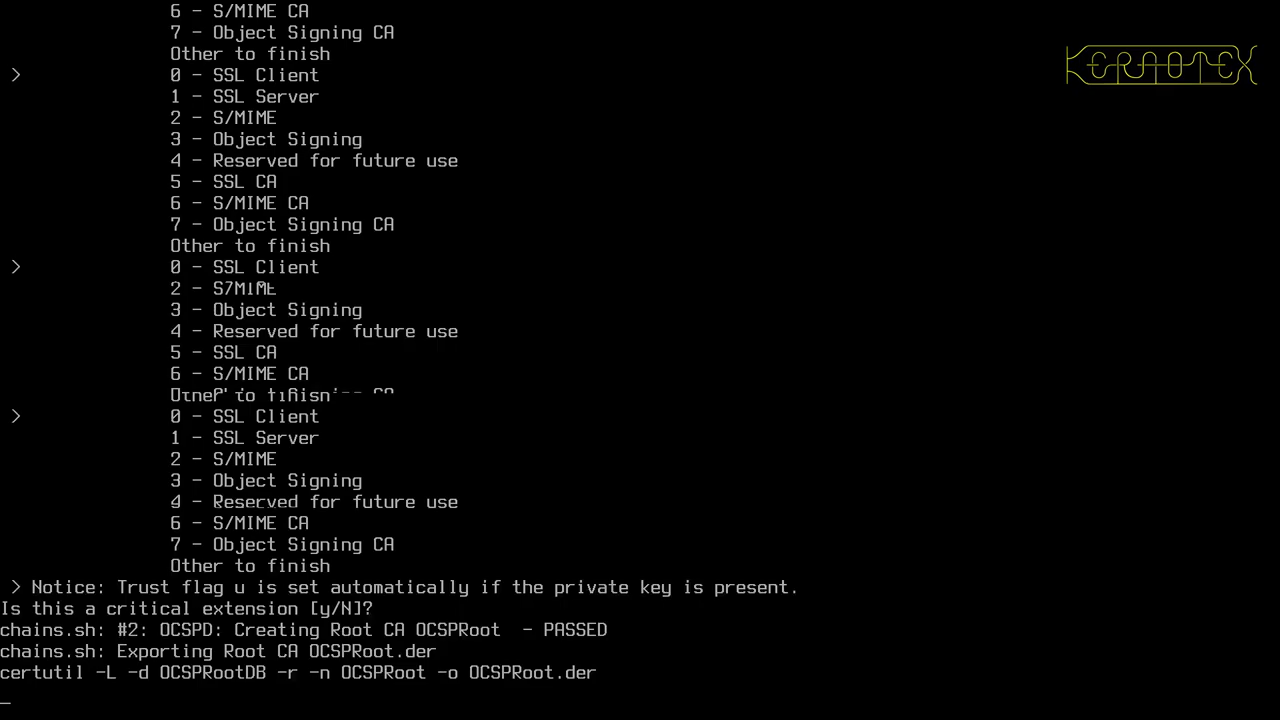 6 - S/MIME CA
7 - Object Signing CA
Other to finish
> 0 - SSL Client
1 - SSL Server
2 - S/MIME
3 - Object Signing
4 - Reserved for future use
5 - SSL CA
6 - S/MIME CA
7 - Object Signing CA
Other to finish
> 0 - SSL Client
2 - S/MIME
3 - Object Signing
4 - Reserved for future use
5 - SSL CA
6 - S/MIME CA
Other to finish
> 0 - SSL Client
1 - SSL Server
2 - S/MIME
3 - Object Signing
4 - Reserved for future use
6 - S/MIME CA
7 - Object Signing CA
Other to finish
> Notice: Trust flag u is set automatically if the private key is present.
Is this a critical extension [y/N]?
chains.sh: #2: OCSPD: Creating Root CA OCSPRoot - PASSED
chains.sh: Exporting Root CA OCSPRoot.der
certutil -L -d OCSPRootDB -r -n OCSPRoot -o OCSPRoot.der
_
KERAOTEX